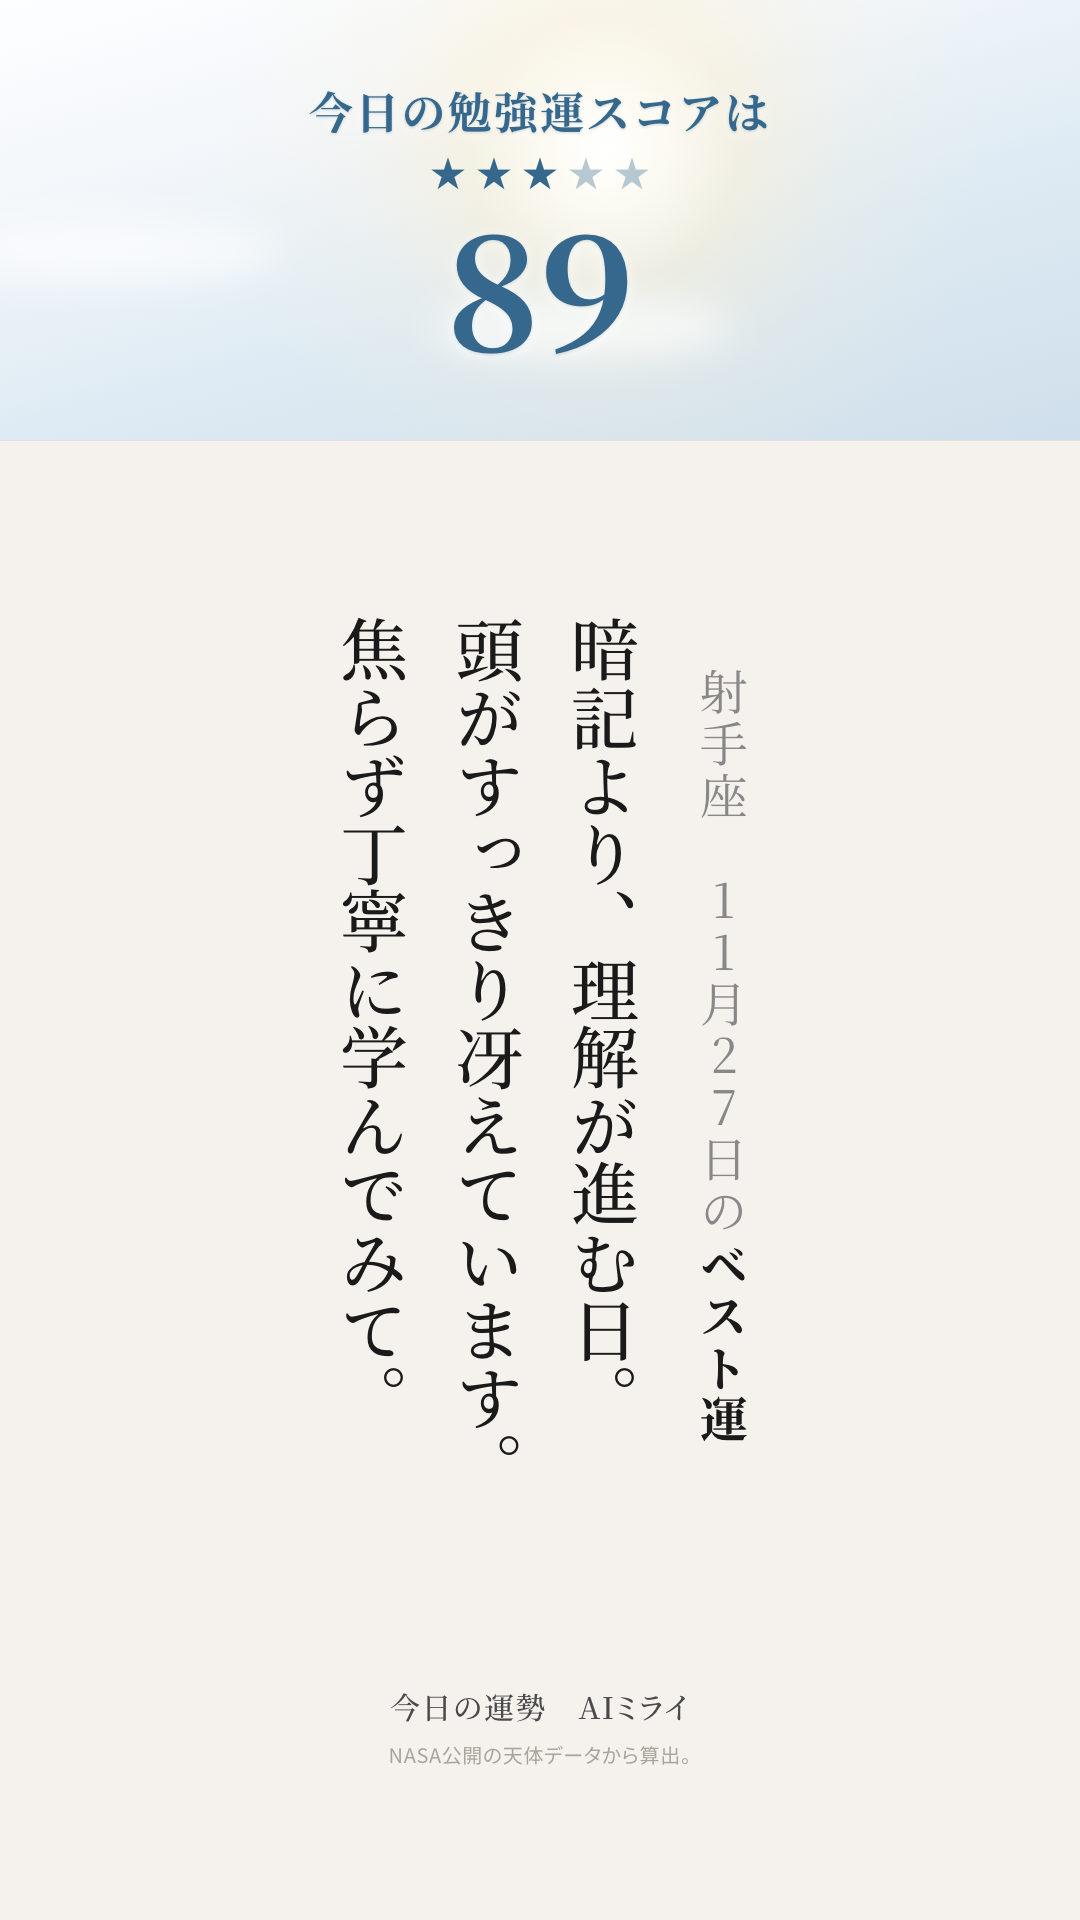 今日の勉強運スコアは
★★★★★
89
射手座　11月27日のベスト運
暗記より、理解が進む日。
頭がすっきり冴えています。
焦らず丁寧に学んでみて。
今日の運勢　AIミライ
NASA公開の天体データから算出。